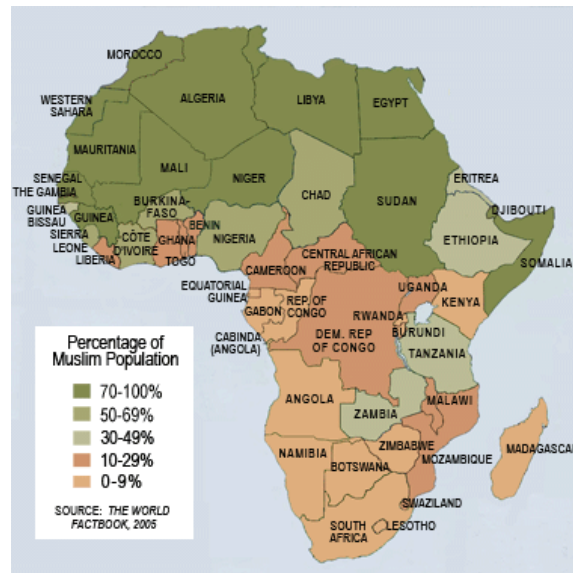 MOROCCO
ALGERIA
LIBYA
EGYPT
WESTERN
SAHARA
MAURITANIA
MALI
NIGER
CHAD
SUDAN
ERITREA
SENEGAL
THE GAMBIA
BURKINA-
FASO
GUINEA
BISSAU
GUINEA
SIERRA
LEONE
LIBERIA
CÔTE
D'IVOIRE
GHANA
TOGO
BENIN
NIGERIA
DJIBOUTI
ETHIOPIA
SOMALIA
CAMEROON
CENTRAL AFRICAN
REPUBLIC
EQUATORIAL
GUINEA
GABON
REP. OF
CONGO
UGANDA
KENYA
RWANDA
BURUNDI
DEM. REP
OF CONGO
CABINDA
(ANGOLA)
TANZANIA
ANGOLA
ZAMBIA
MALAWI
MOZAMBIQUE
ZIMBABWE
NAMIBIA
BOTSWANA
MADAGASCAR
SWAZILAND
LESOTHO
SOUTH
AFRICA
Percentage of
Muslim Population
70-100%
50-69%
30-49%
10-29%
0-9%
SOURCE: THE WORLD
FACTBOOK, 2005